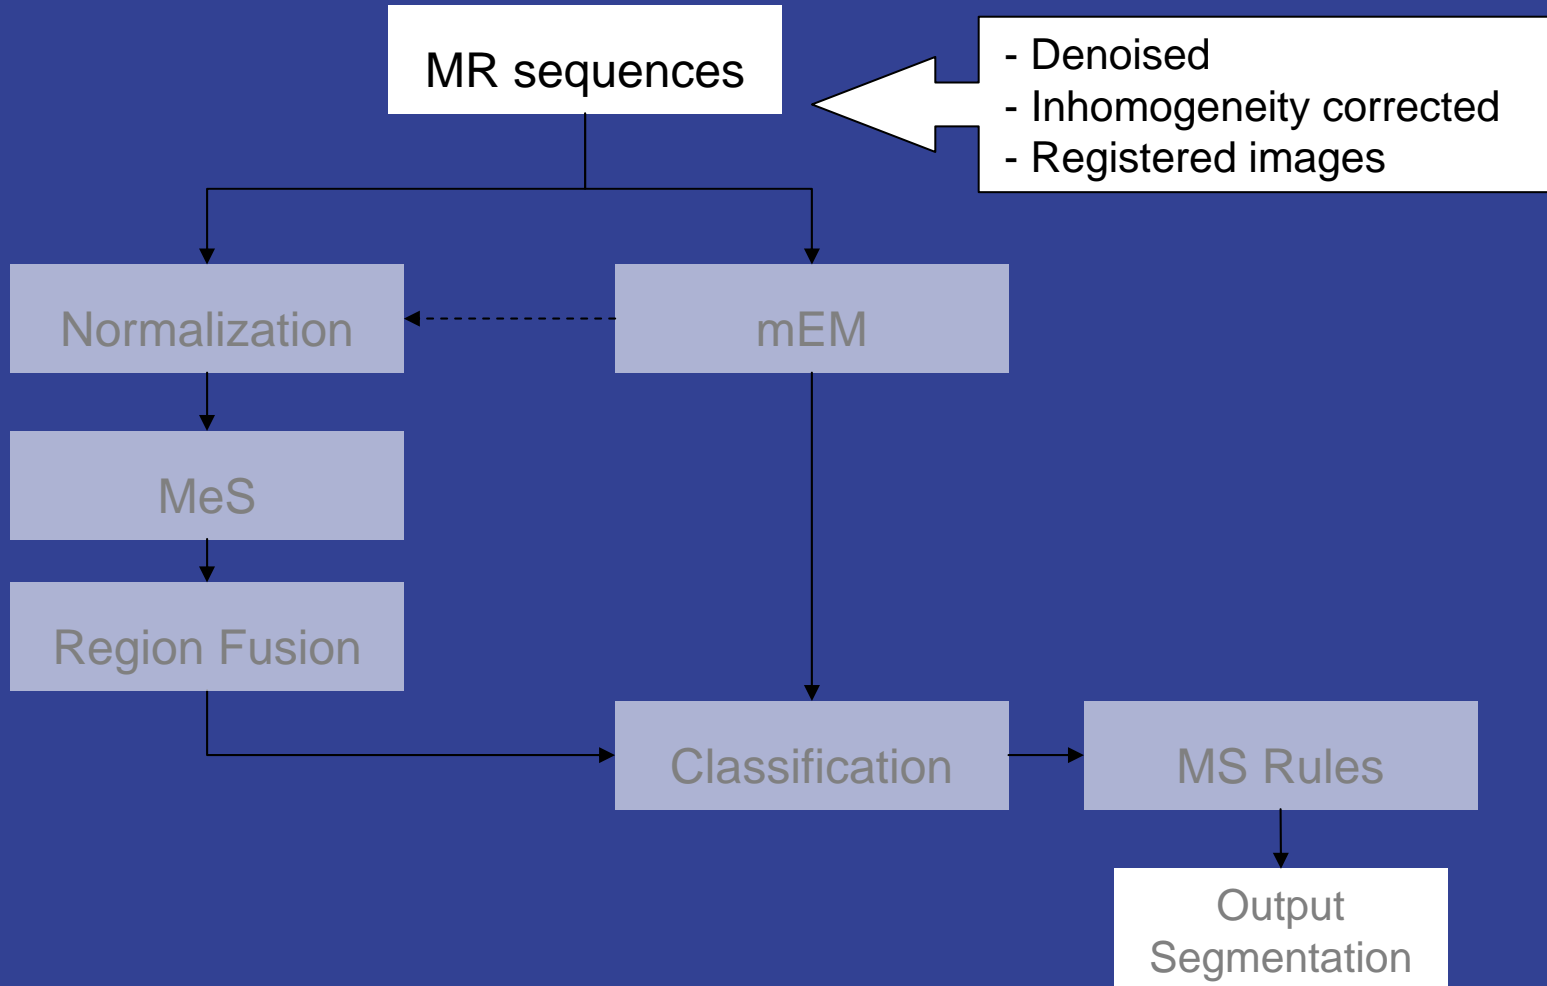 MR sequences
- Denoised
- Inhomogeneity corrected
- Registered images
Normalization
mEM
MeS
Region Fusion
Classification
MS Rules
Output
Segmentation